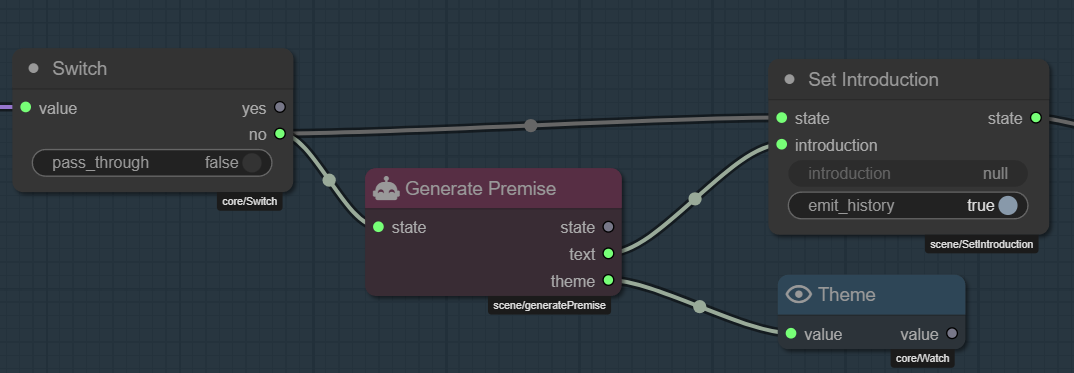 Switch
value yes
no
pass_through false
core/Switch
Generate Premise
state state
text
theme
scene/generatePremise
Set Introduction
state state
introduction
introduction null
emit_history true
scene/SetIntroduction
Theme
value value
core/Watch